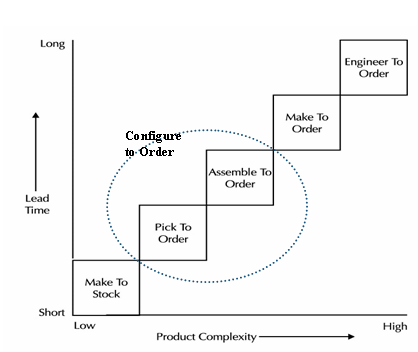 Long
Engineer To
Order
Make To
Order
Configure
to Order
Assemble To
Order
Lead
Time
Pick To
Order
Make To
Stock
Short
Low
High
Product Complexity